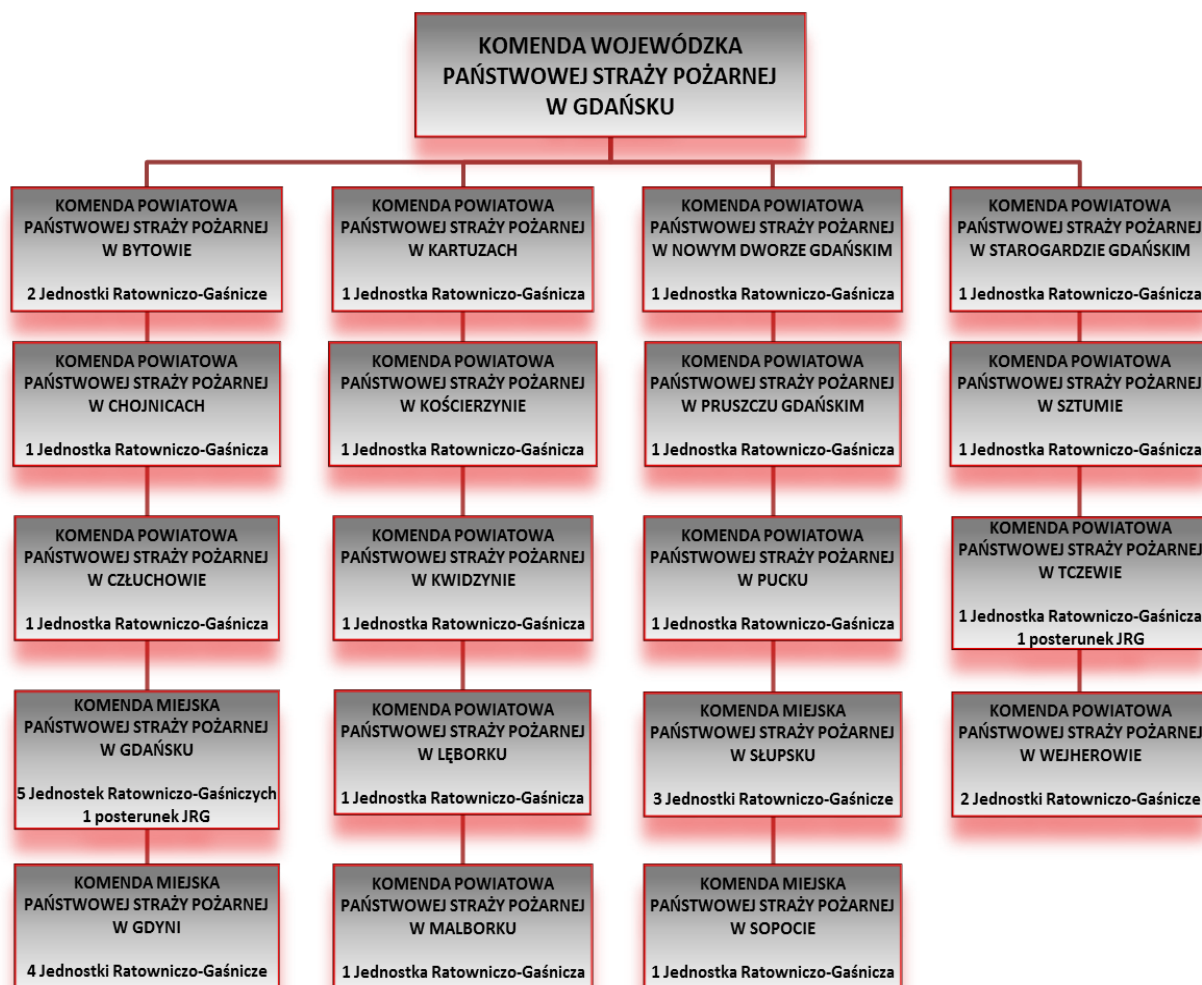 KOMENDA WOJEWÓDZKA
PAŃSTWOWEJ STRAŻY POŻARNEJ
W GDAŃSKU
KOMENDA POWIATOWA
PAŃSTWOWEJ STRAŻY POŻARNEJ
W BYTOWIE
2 Jednostki Ratowniczo-Gaśnicze
KOMENDA POWIATOWA
PAŃSTWOWEJ STRAŻY POŻARNEJ
W CHOJNICACH
1 Jednostka Ratowniczo-Gaśnicza
KOMENDA POWIATOWA
PAŃSTWOWEJ STRAŻY POŻARNEJ
W CZŁUCHOWIE
1 Jednostka Ratowniczo-Gaśnicza
KOMENDA MIEJSKA
PAŃSTWOWEJ STRAŻY POŻARNEJ
W GDAŃSKU
5 Jednostek Ratowniczo-Gaśniczych
1 posterunek JRG
KOMENDA MIEJSKA
PAŃSTWOWEJ STRAŻY POŻARNEJ
W GDYNI
4 Jednostki Ratowniczo-Gaśnicze
KOMENDA POWIATOWA
PAŃSTWOWEJ STRAŻY POŻARNEJ
W KARTUZACH
1 Jednostka Ratowniczo-Gaśnicza
KOMENDA POWIATOWA
PAŃSTWOWEJ STRAŻY POŻARNEJ
W KOŚCIERZYNIE
1 Jednostka Ratowniczo-Gaśnicza
KOMENDA POWIATOWA
PAŃSTWOWEJ STRAŻY POŻARNEJ
W KWIDZYNIE
1 Jednostka Ratowniczo-Gaśnicza
KOMENDA POWIATOWA
PAŃSTWOWEJ STRAŻY POŻARNEJ
W LĘBORKU
1 Jednostka Ratowniczo-Gaśnicza
KOMENDA POWIATOWA
PAŃSTWOWEJ STRAŻY POŻARNEJ
W MALBORKU
1 Jednostka Ratowniczo-Gaśnicza
KOMENDA POWIATOWA
PAŃSTWOWEJ STRAŻY POŻARNEJ
W NOWYM DWORZE GDAŃSKIM
1 Jednostka Ratowniczo-Gaśnicza
KOMENDA POWIATOWA
PAŃSTWOWEJ STRAŻY POŻARNEJ
W PRUSZCZU GDAŃSKIM
1 Jednostka Ratowniczo-Gaśnicza
KOMENDA POWIATOWA
PAŃSTWOWEJ STRAŻY POŻARNEJ
W PUCKU
1 Jednostka Ratowniczo-Gaśnicza
KOMENDA MIEJSKA
PAŃSTWOWEJ STRAŻY POŻARNEJ
W SŁUPSKU
3 Jednostki Ratowniczo-Gaśnicze
KOMENDA MIEJSKA
PAŃSTWOWEJ STRAŻY POŻARNEJ
W SOPOCIE
1 Jednostka Ratowniczo-Gaśnicza
KOMENDA POWIATOWA
PAŃSTWOWEJ STRAŻY POŻARNEJ
W STAROGARDZIE GDAŃSKIM
1 Jednostka Ratowniczo-Gaśnicza
KOMENDA POWIATOWA
PAŃSTWOWEJ STRAŻY POŻARNEJ
W SZTUMIE
1 Jednostka Ratowniczo-Gaśnicza
KOMENDA POWIATOWA
PAŃSTWOWEJ STRAŻY POŻARNEJ
W TCZEWIE
1 Jednostka Ratowniczo-Gaśnicza
1 posterunek JRG
KOMENDA POWIATOWA
PAŃSTWOWEJ STRAŻY POŻARNEJ
W WEJHEROWIE
2 Jednostki Ratowniczo-Gaśnicze